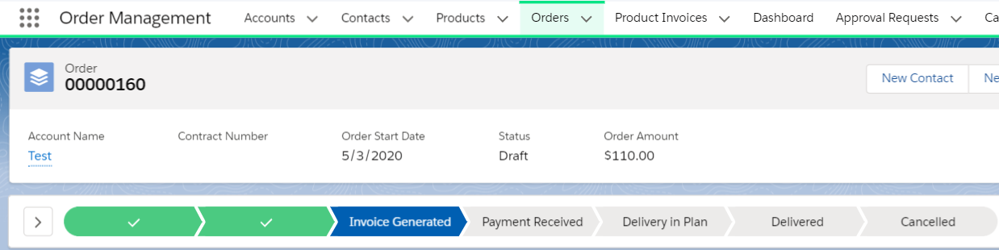 Order Management Accounts Contacts Products Orders Product Invoices Dashboard Approval Requests Ca
Order
00000160
New Contact Ne
Account Name Contract Number Order Start Date Status Order Amount
Test 5/3/2020 Draft $110.00
Invoice Generated Payment Received Delivery in Plan Delivered Cancelled